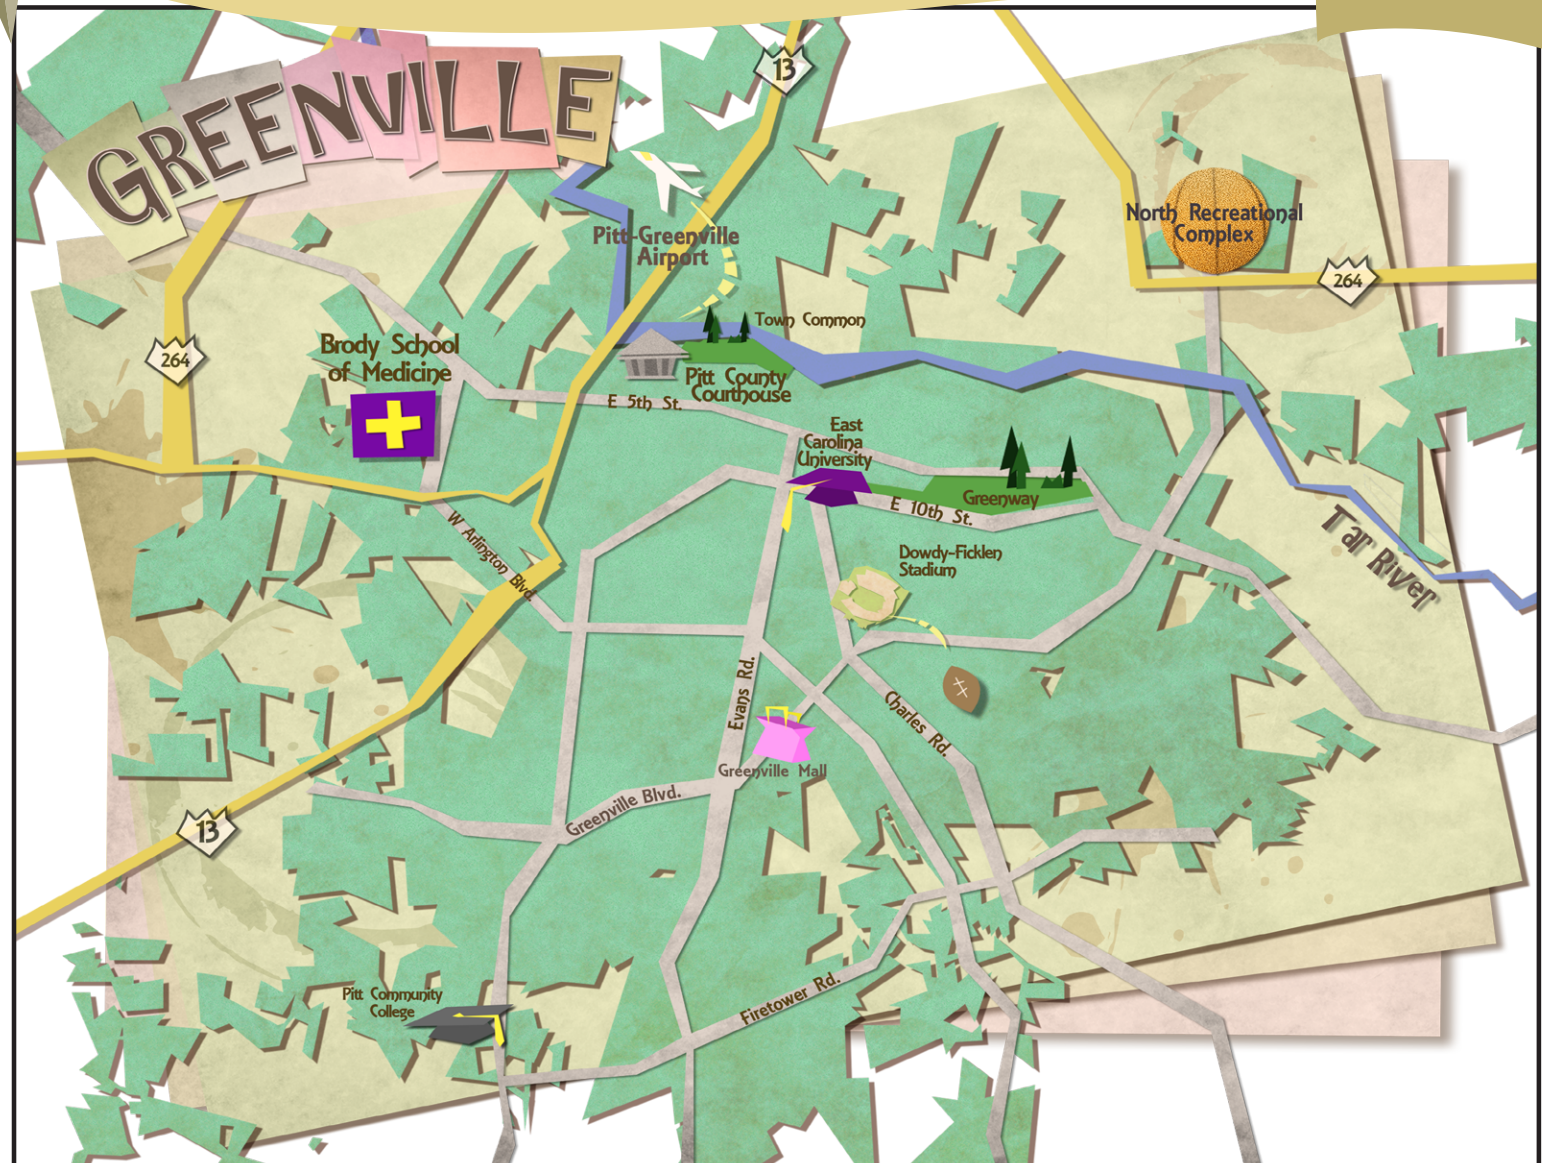 GREENVILLE
13
Pitt-Greenville
Airport
North Recreational
Complex
264
264
Town Common
Brody School
of Medicine
Pitt County
Courthouse
E 5th St.
East
Carolina
University
Greenway
E 10th St.
Tar River
W Arlington Blvd.
Dowdy-Ficklen
Stadium
Evans Rd.
Charles Rd.
Greenville Mall
Greenville Blvd.
13
Pitt Community
College
Firetower Rd.